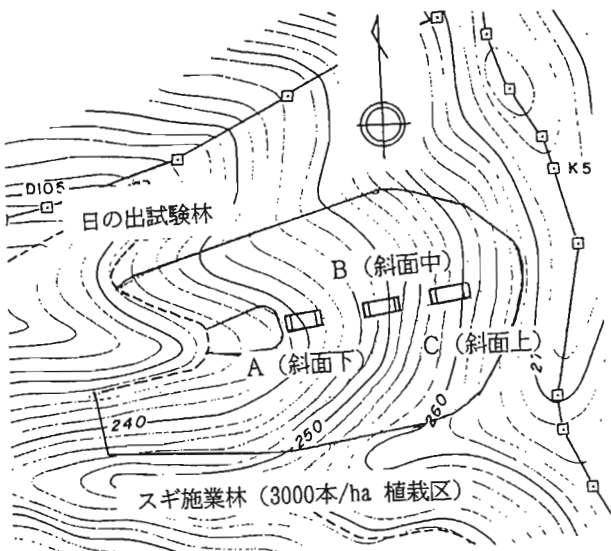 K5
D105
日の出試験林
B(斜面中)
A(斜面下)
C(斜面上)
240
250
260
スギ施業林(3000本/ha 植栽区)